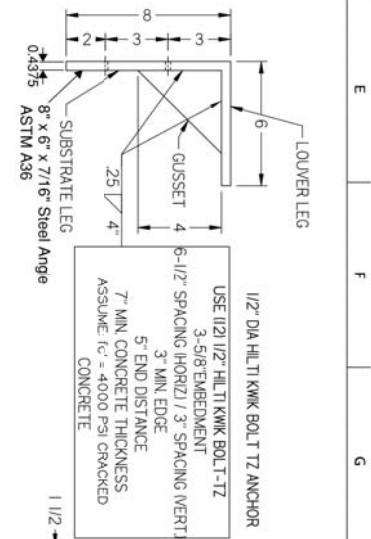 E
F
G
8
2
3
3
0.4375
6
LOUVER LEG
GUSSET
4
.25
4"
SUBSTRATE LEG
8" x 6" x 7/16" Steel Angle
ASTM A36
1/2" DIA HILTI KWIK BOLT TZ ANCHOR
USE (12) 1/2" HILTI KWIK BOLT-TZ
3-5/8"EMBEDMENT
6-1/2" SPACING (HORIZ.) / 3" SPACING (VERT.)
3" MIN. EDGE
5" END DISTANCE
7" MIN. CONCRETE THICKNESS
ASSUME: fc' = 4000 PSI CRACKED
CONCRETE
1 1/2